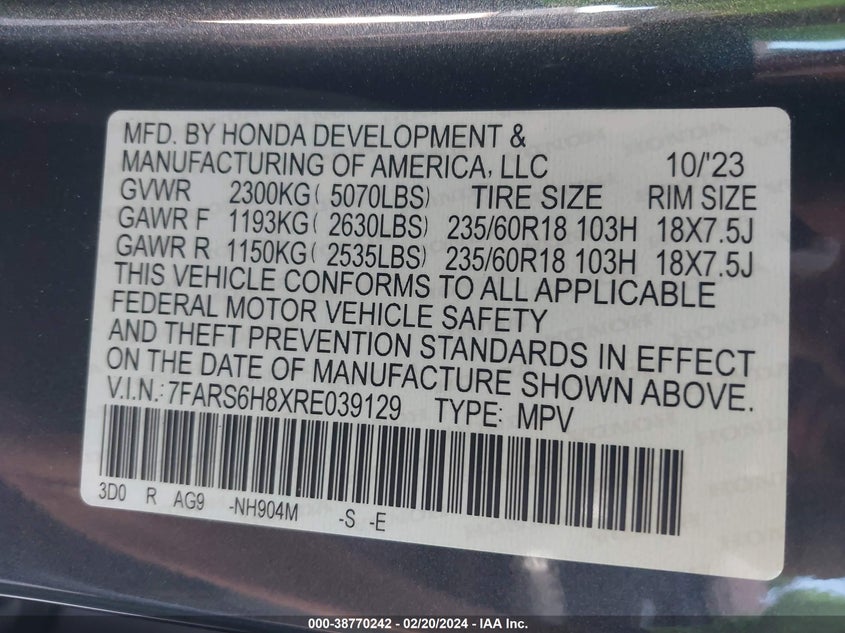 MFD. BY HONDA DEVELOPMENT &
MANUFACTURING OF AMERICA, LLC 10/'23
GVWR 2300KG( 5070LBS) TIRE SIZE RIM SIZE
GAWR F 1193KG( 2630LBS) 235/60R18 103H 18X7.5J
GAWR R 1150KG( 2535LBS) 235/60R18 103H 18X7.5J
THIS VEHICLE CONFORMS TO ALL APPLICABLE
FEDERAL MOTOR VEHICLE SAFETY
AND THEFT PREVENTION STANDARDS IN EFFECT
ON THE DATE OF MANUFACTURE SHOWN ABOVE.
V.I.N.: 7FARS6H8XRE039129 TYPE: MPV
3D0 R AG9 -NH904M -S -E
000-38770242 - 02/20/2024 - IAA Inc.